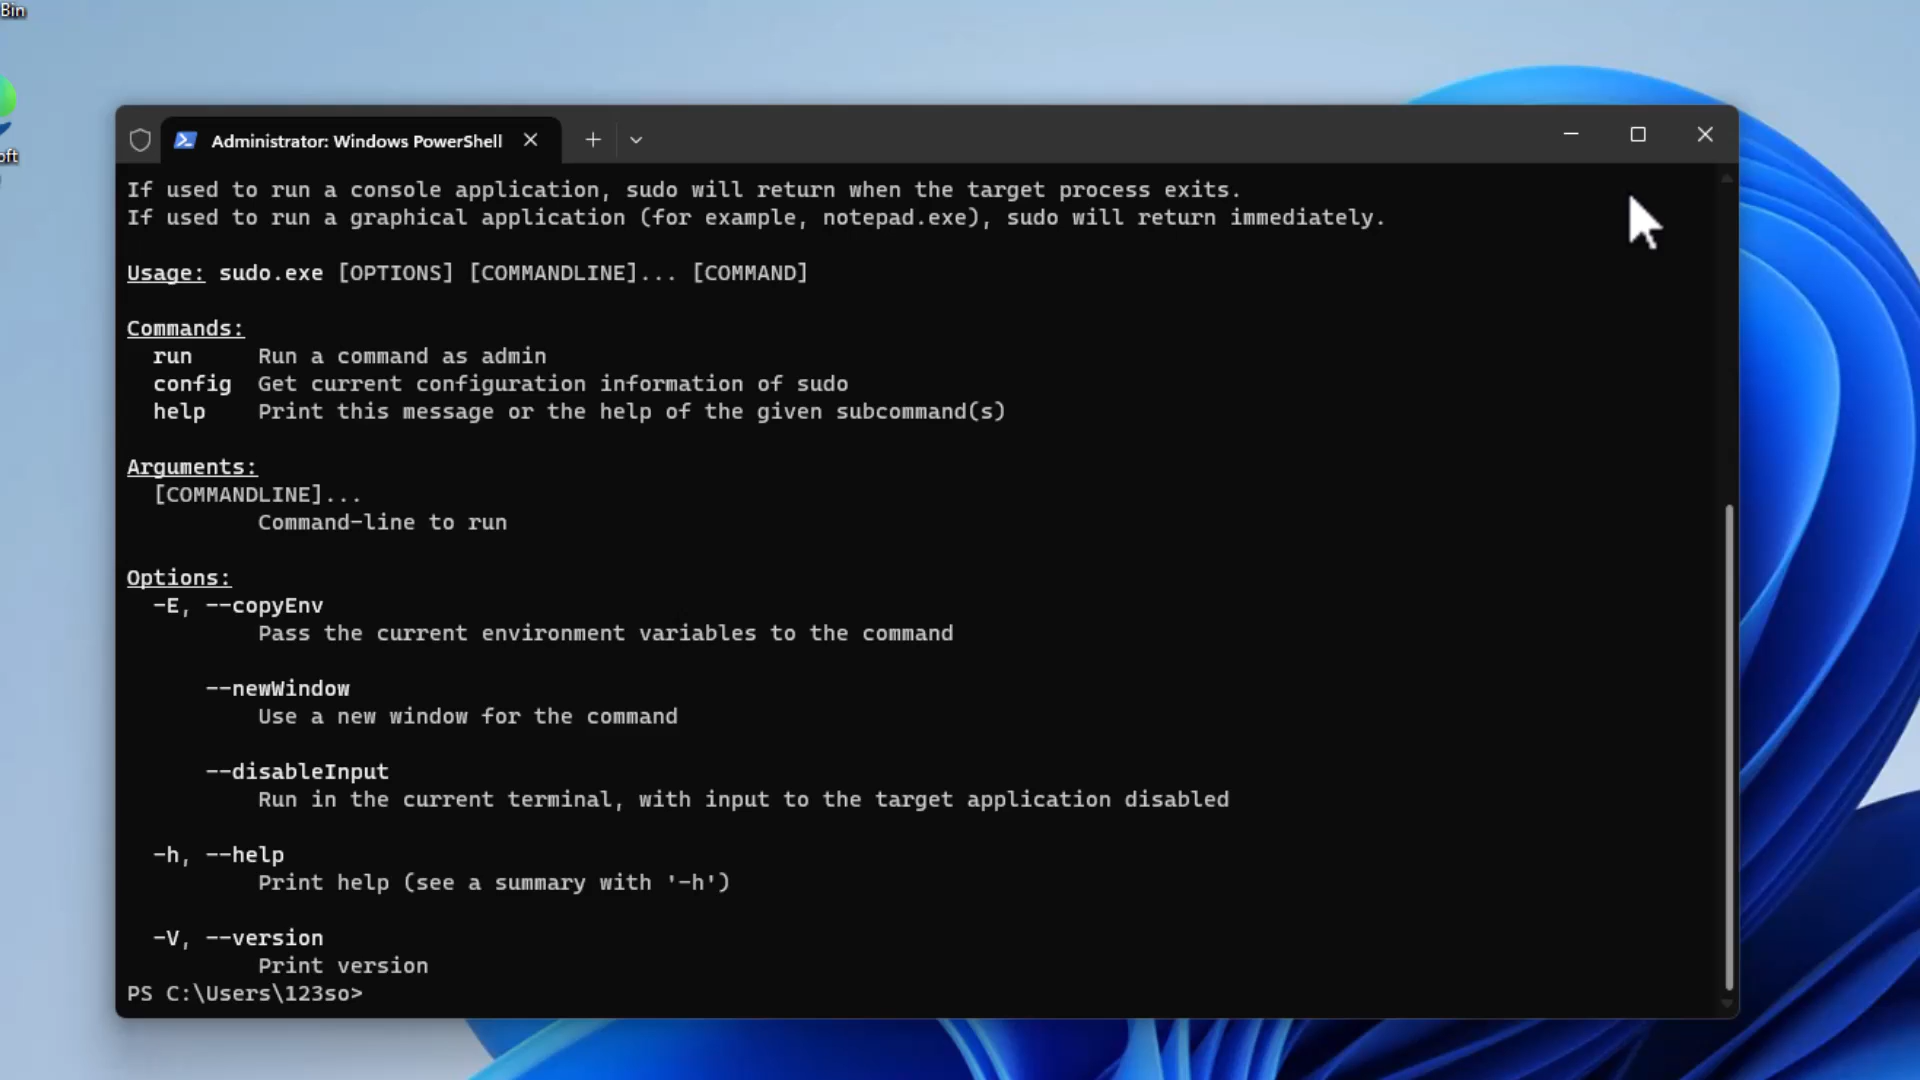 Bin
oft
Administrator: Windows PowerShell
If used to run a console application, sudo will return when the target process exits.
If used to run a graphical application (for example, notepad.exe), sudo will return immediately.
Usage: sudo.exe [OPTIONS] [COMMANDLINE]... [COMMAND]
Commands:
run Run a command as admin
config Get current configuration information of sudo
help Print this message or the help of the given subcommand(s)
Arguments:
[COMMANDLINE]...
Command-line to run
Options:
-E, --copyEnv
Pass the current environment variables to the command
--newWindow
Use a new window for the command
--disableInput
Run in the current terminal, with input to the target application disabled
-h, --help
Print help (see a summary with '-h')
-V, --version
Print version
PS C:\Users\123so>